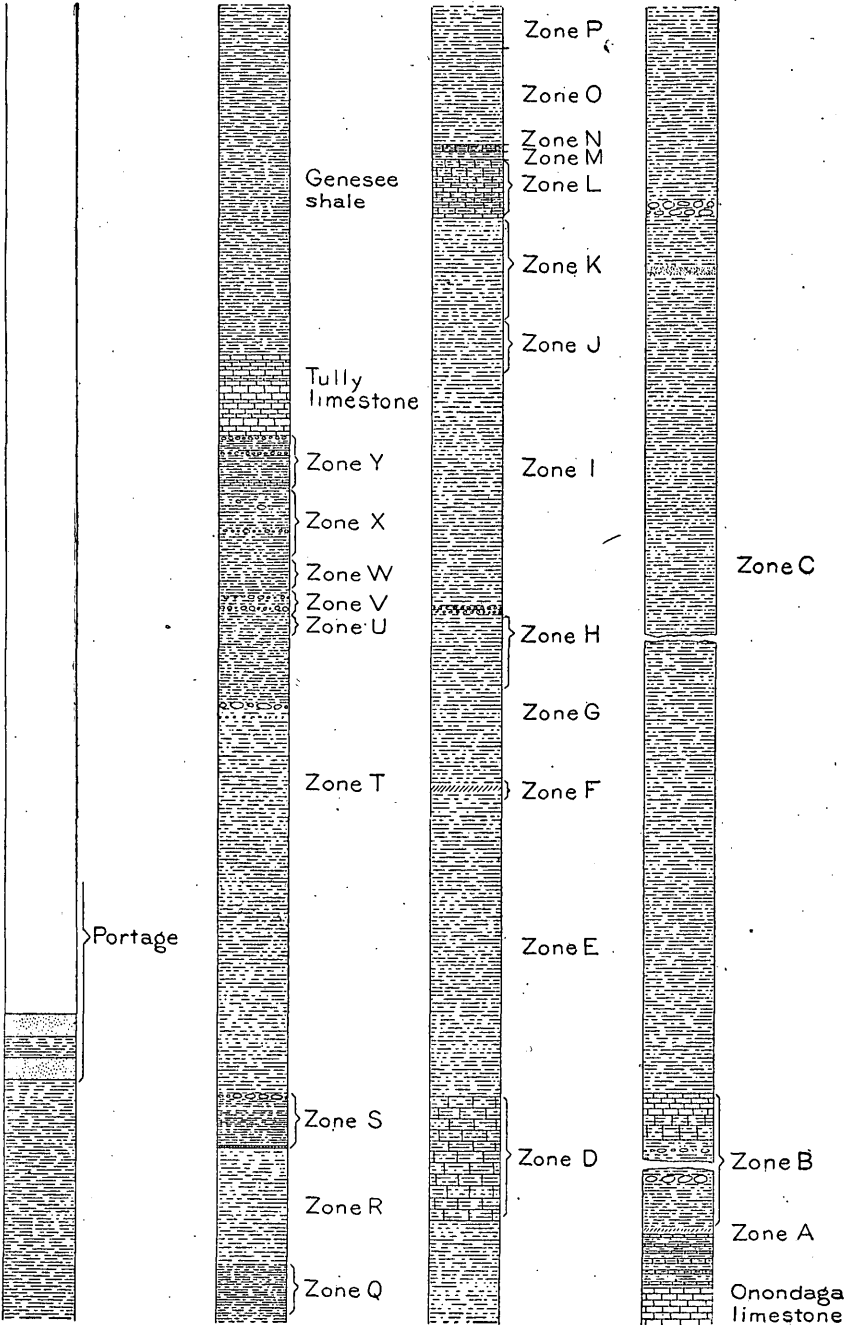 Portage
Genesee
shale
Tully
limestone
Zone Y
Zone X
Zone W
Zone V
Zone U
Zone T
Zone S
Zone R
Zone Q
Zone P
Zone O
Zone N
Zone M
Zone L
Zone K
Zone J
Zone I
Zone H
Zone G
Zone F
Zone E
Zone D
Zone C
Zone B
Zone A
Onondaga
limestone